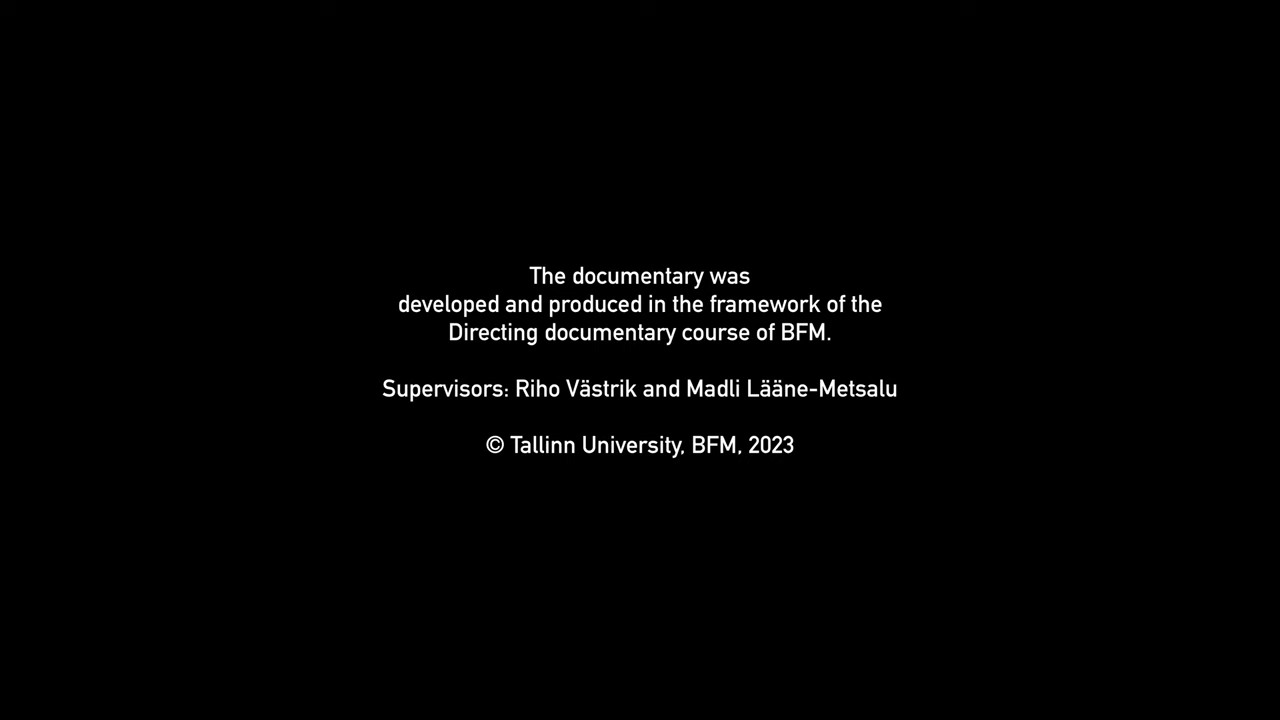 The documentary was
developed and produced in the framework of the
Directing documentary course of BFM.
Supervisors: Riho Västrik and Madli Lääne-Metsalu
© Tallinn University, BFM, 2023